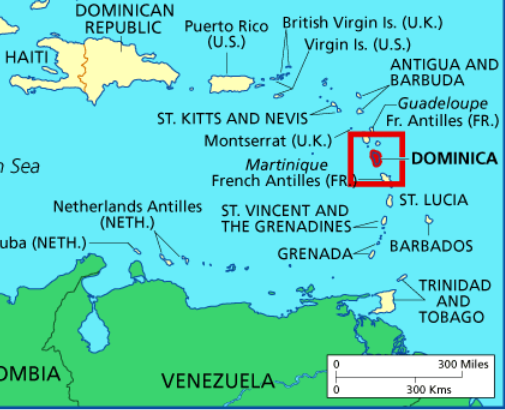 DOMINICAN
REPUBLIC
HAITI
Puerto Rico
(U.S.)
British Virgin Is. (U.K.)
Virgin Is. (U.S.)
ANTIGUA AND
BARBUDA
Guadeloupe
Fr. Antilles (FR.)
ST. KITTS AND NEVIS
Montserrat (U.K.)
DOMINICA
Martinique
French Antilles (FR.)
n Sea
ST. LUCIA
Netherlands Antilles
(NETH.)
ST. VINCENT AND
THE GRENADINES
uba (NETH.)
BARBADOS
GRENADA
TRINIDAD
AND
TOBAGO
OMBIA
VENEZUELA
0 300 Miles
0 300 Kms